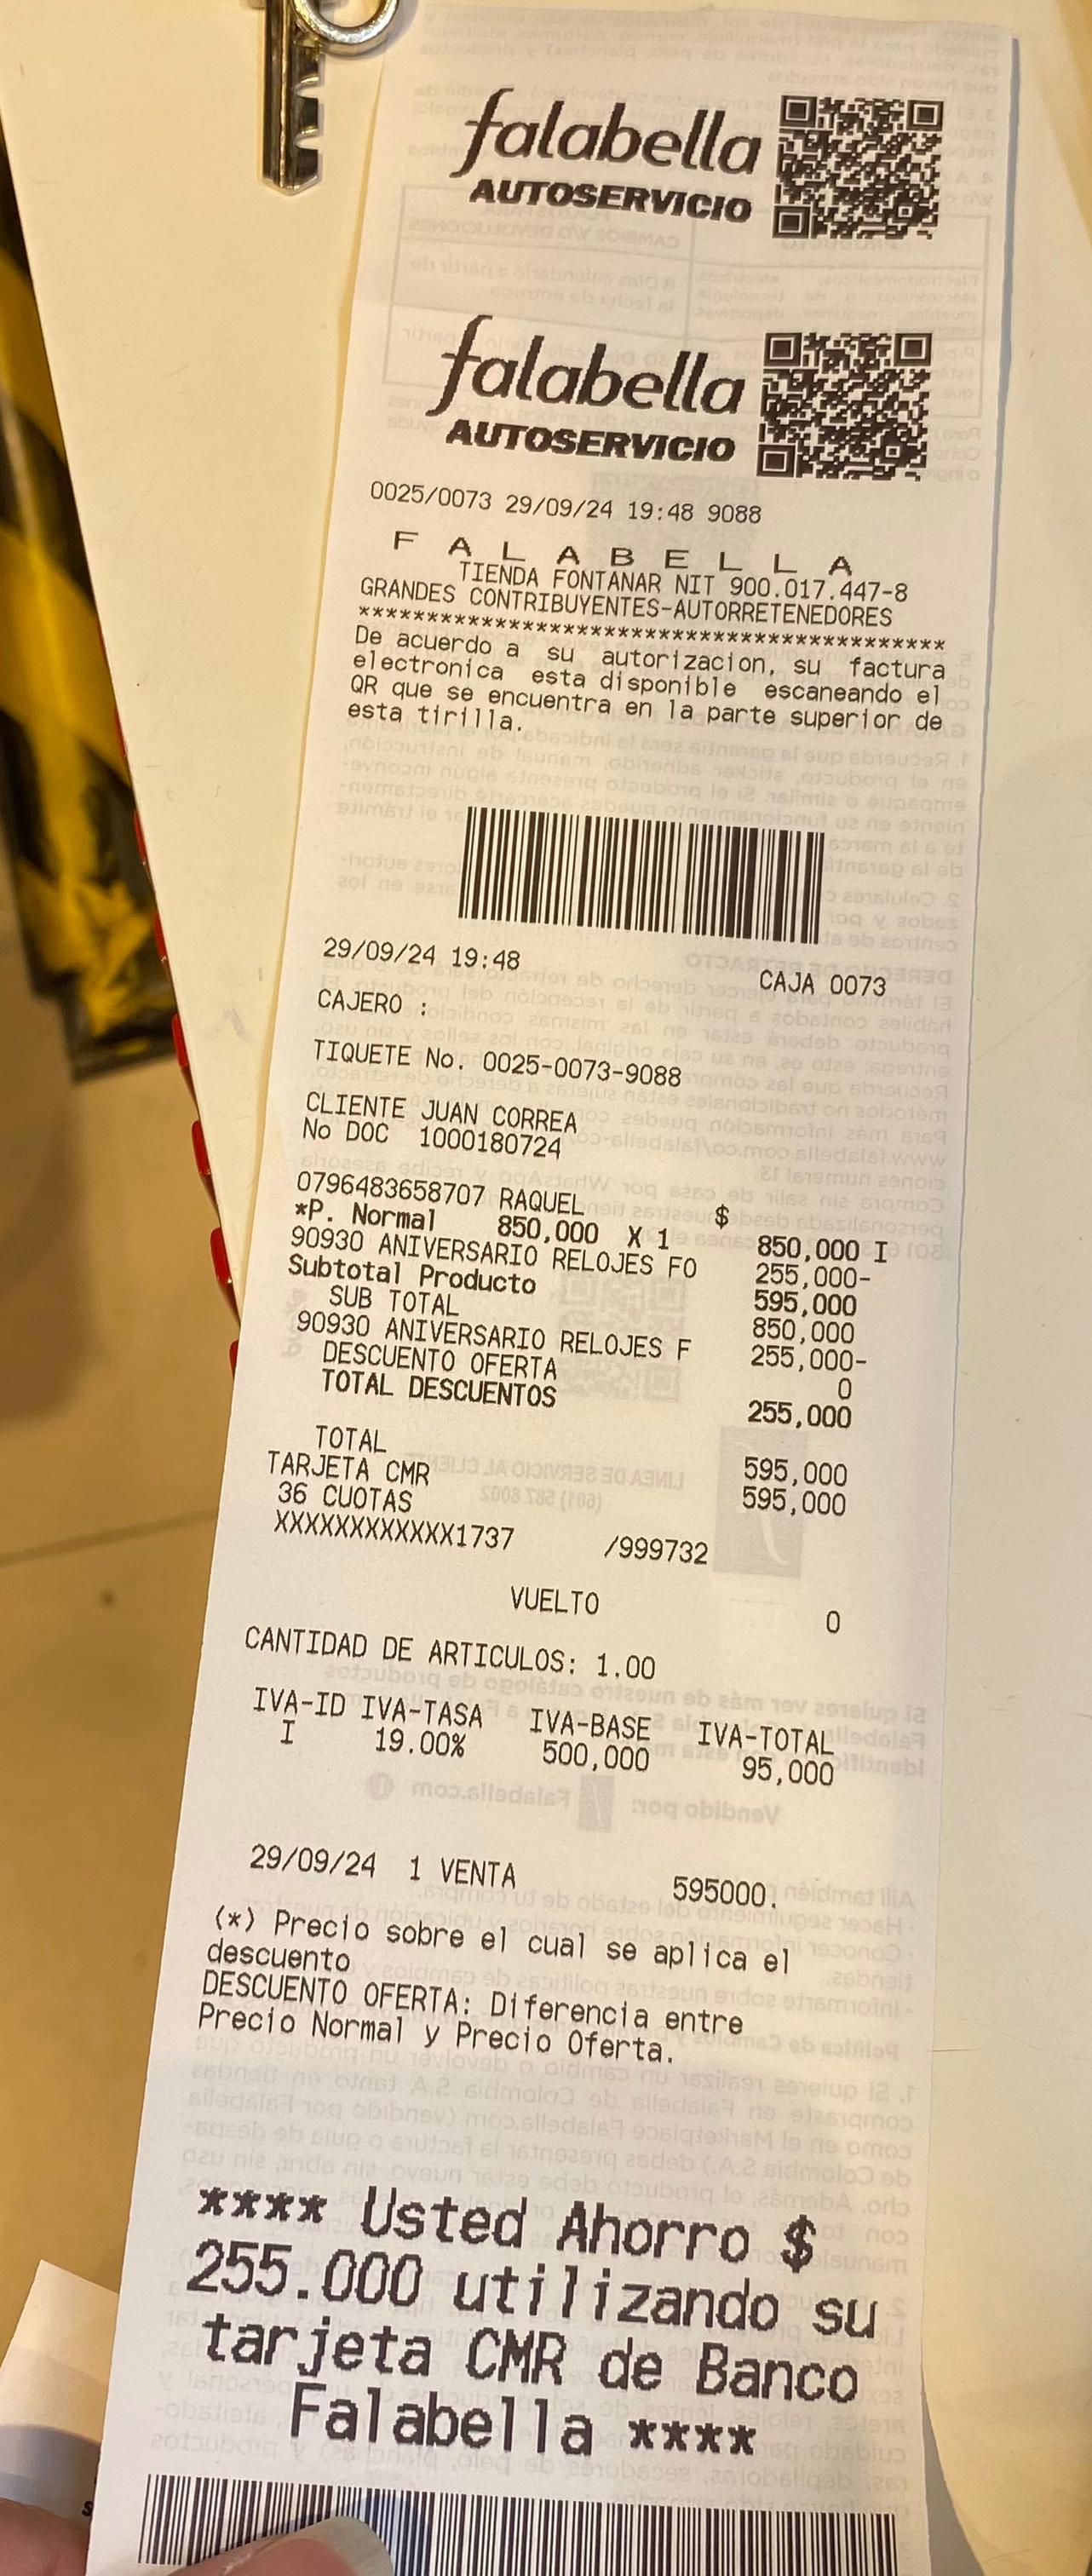 falabella
AUTOSERVICIO
falabella
AUTOSERVICIO
0025/0073 29/09/24 19:48 9088
F A L A B E L L A
TIENDA FONTANAR NIT 900.017.447-8
GRANDES CONTRIBUYENTES-AUTORRETENEDORES
*******************************************
De acuerdo a su autorizacion, su factura
electronica esta disponible escaneando el
QR que se encuentra en la parte superior de
esta tirilla.
29/09/24 19:48 CAJA 0073
CAJERO :
TIQUETE No. 0025-0073-9088
CLIENTE JUAN CORREA
No DOC 1000180724
0796483658707 RAQUEL $
*P. Normal 850,000 X 1 850,000 I
90930 ANIVERSARIO RELOJES FO 255,000-
Subtotal Producto 595,000
SUB TOTAL 850,000
90930 ANIVERSARIO RELOJES F 255,000-
DESCUENTO OFERTA 0
TOTAL DESCUENTOS 255,000
TOTAL 595,000
TARJETA CMR 595,000
36 CUOTAS
XXXXXXXXXXXX1737 /999732
VUELTO 0
CANTIDAD DE ARTICULOS: 1.00
IVA-ID IVA-TASA IVA-BASE IVA-TOTAL
I 19.00% 500,000 95,000
29/09/24 1 VENTA 595000.
(*) Precio sobre el cual se aplica el
descuento
DESCUENTO OFERTA: Diferencia entre
Precio Normal y Precio Oferta.
**** Usted Ahorro $
255.000 utilizando su
tarjeta CMR de Banco
Falabella ****